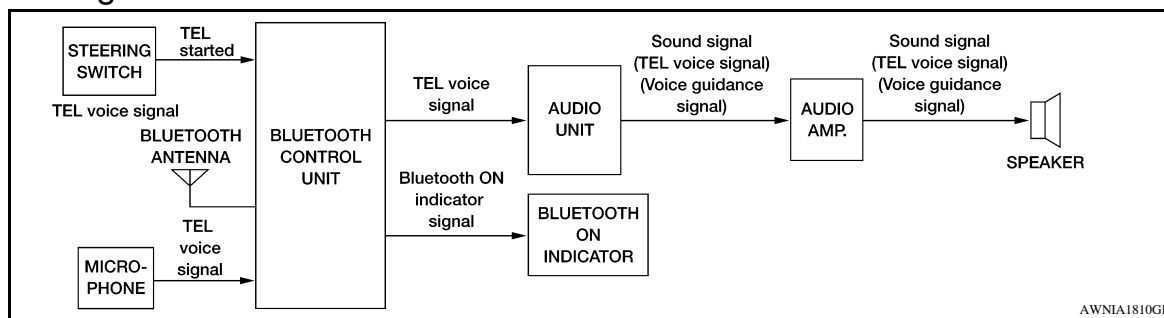 STEERING
SWITCH
TEL
started
TEL voice signal
BLUETOOTH
ANTENNA
MICRO-
PHONE
TEL
voice
signal
BLUETOOTH
CONTROL
UNIT
TEL voice
signal
Bluetooth ON
indicator
signal
AUDIO
UNIT
BLUETOOTH
ON
INDICATOR
Sound signal
(TEL voice signal)
(Voice guidance
signal)
AUDIO
AMP.
Sound signal
(TEL voice signal)
(Voice guidance
signal)
SPEAKER